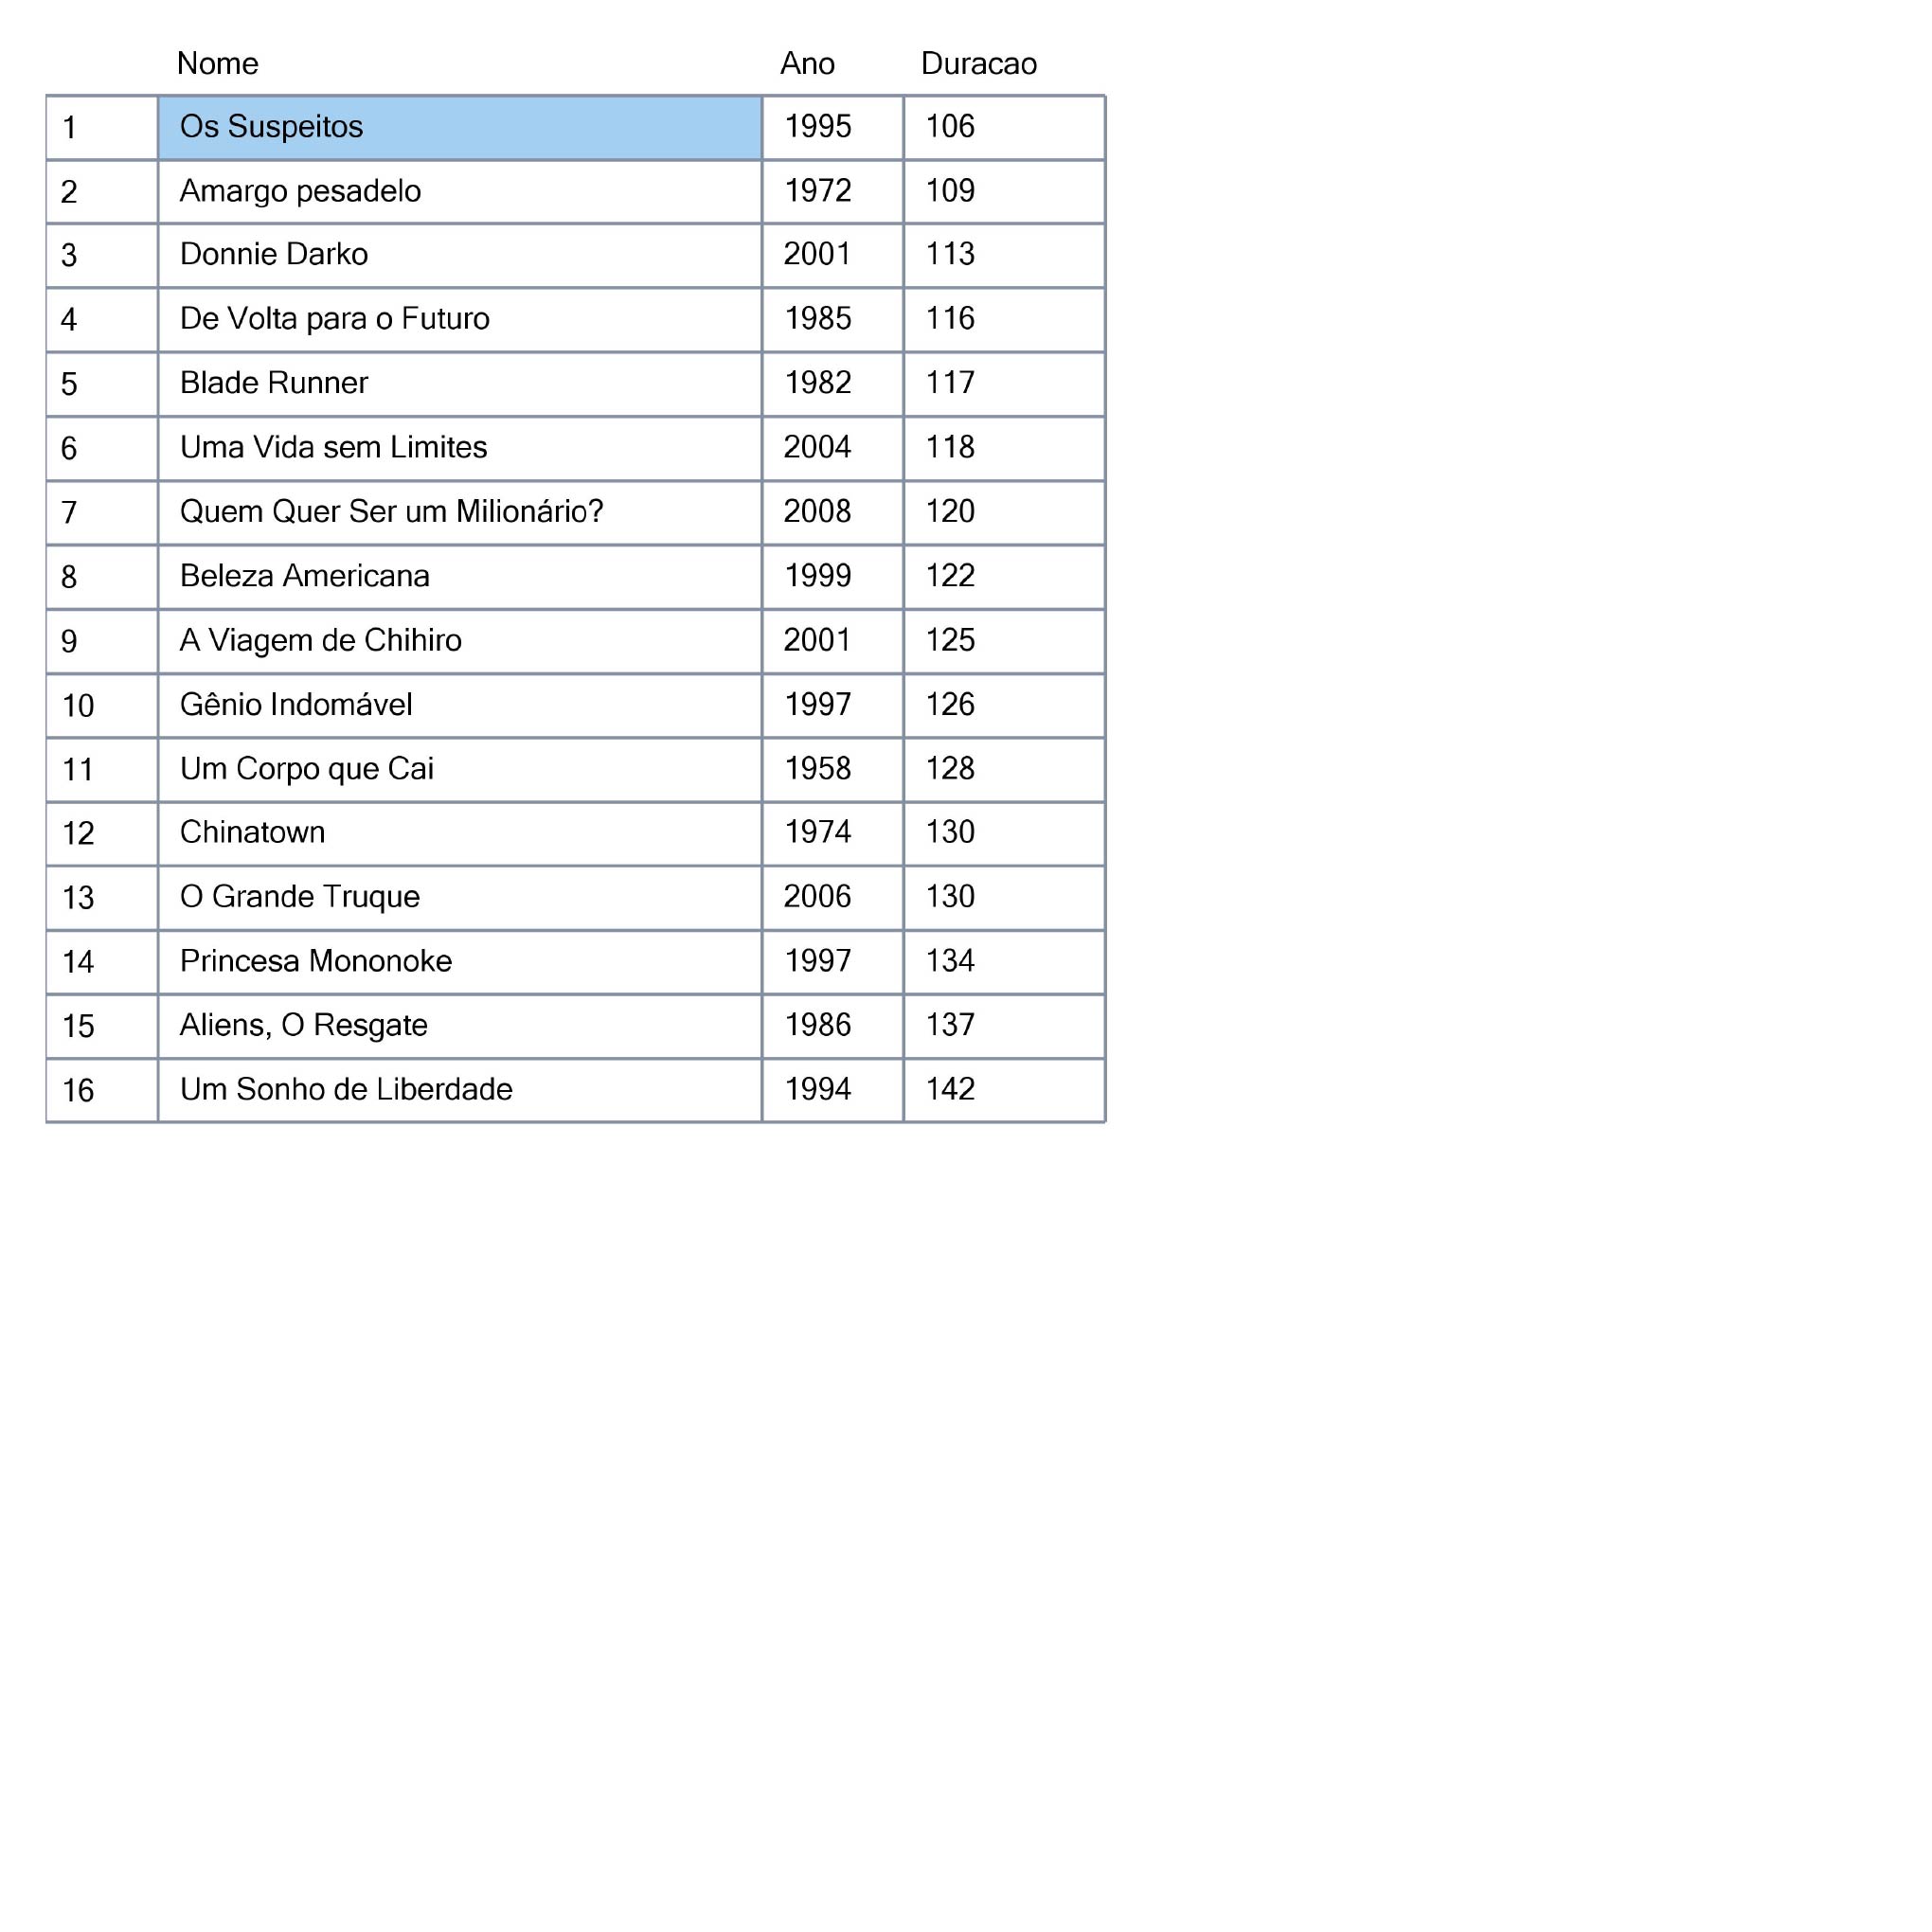 Nome Ano Duracao
1 Os Suspeitos 1995 106
2 Amargo pesadelo 1972 109
3 Donnie Darko 2001 113
4 De Volta para o Futuro 1985 116
5 Blade Runner 1982 117
6 Uma Vida sem Limites 2004 118
7 Quem Quer Ser um Milionário? 2008 120
8 Beleza Americana 1999 122
9 A Viagem de Chihiro 2001 125
10 Gênio Indomável 1997 126
11 Um Corpo que Cai 1958 128
12 Chinatown 1974 130
13 O Grande Truque 2006 130
14 Princesa Mononoke 1997 134
15 Aliens, O Resgate 1986 137
16 Um Sonho de Liberdade 1994 142